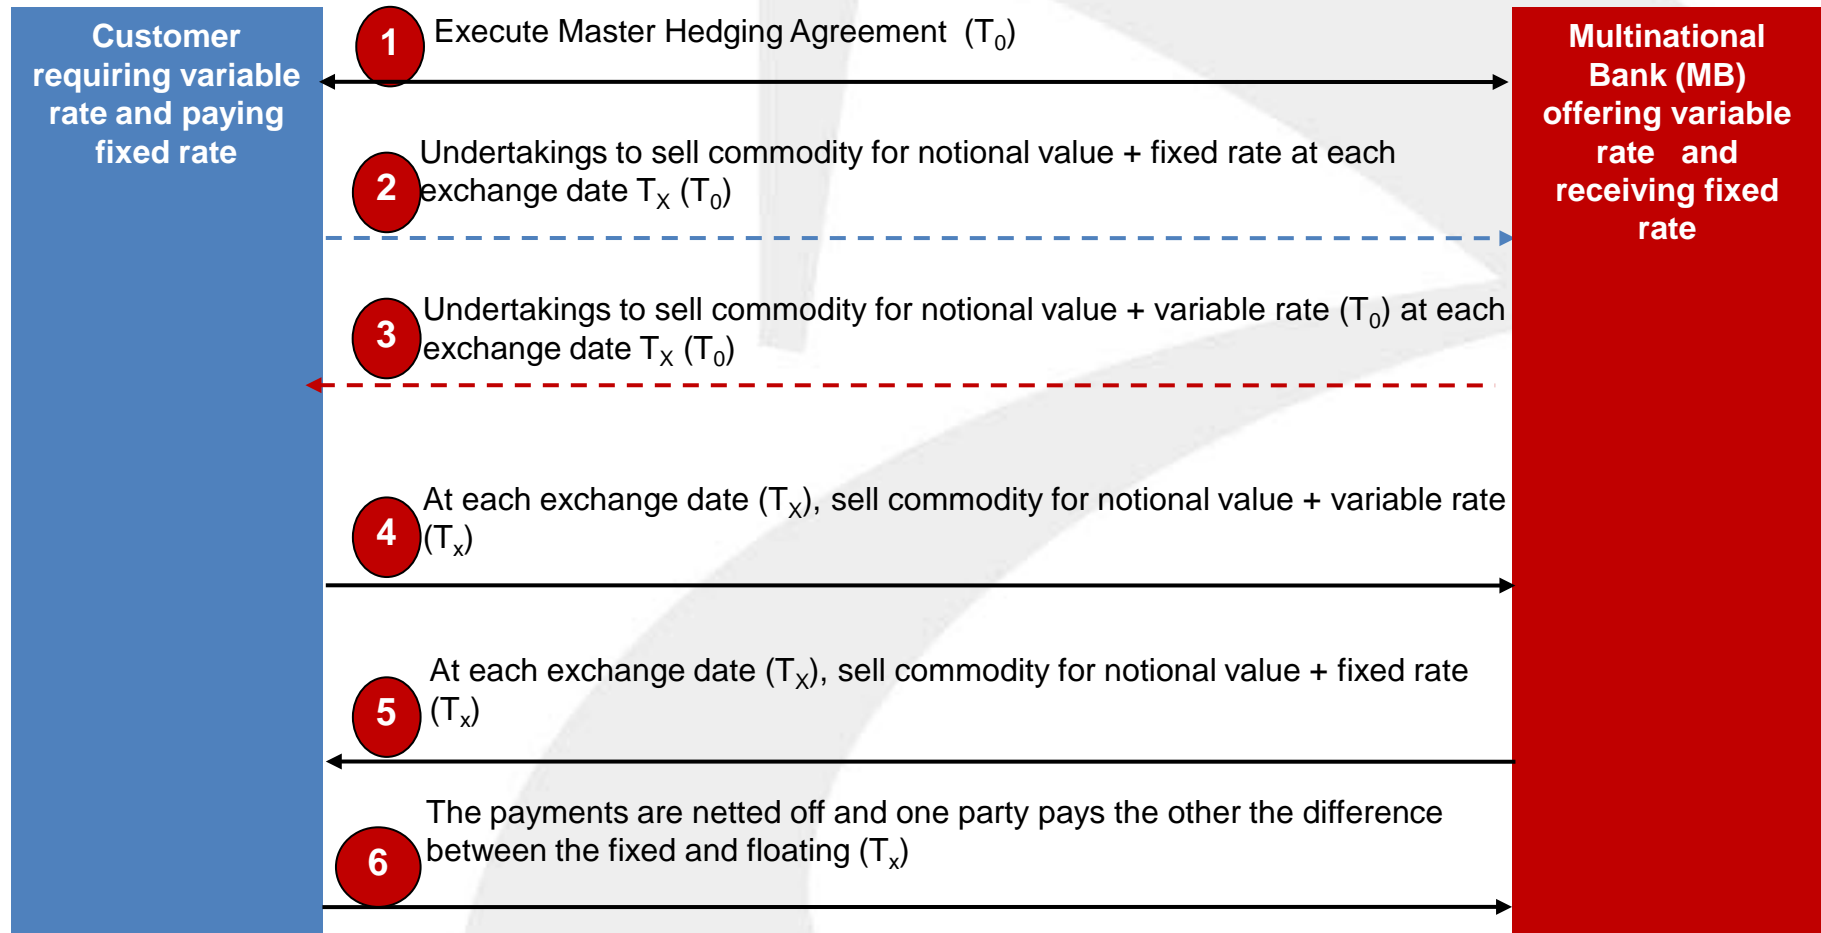 Customer
requiring variable
rate and paying
fixed rate
1
Execute Master Hedging Agreement (T0)
Multinational
Bank (MB)
offering variable
rate and
receiving fixed
rate
2
Undertakings to sell commodity for notional value + fixed rate at each
exchange date TX (T0)
3
Undertakings to sell commodity for notional value + variable rate (T0) at each
exchange date TX (T0)
4
At each exchange date (TX), sell commodity for notional value + variable rate
(Tx)
5
At each exchange date (TX), sell commodity for notional value + fixed rate
(Tx)
6
The payments are netted off and one party pays the other the difference
between the fixed and floating (Tx)